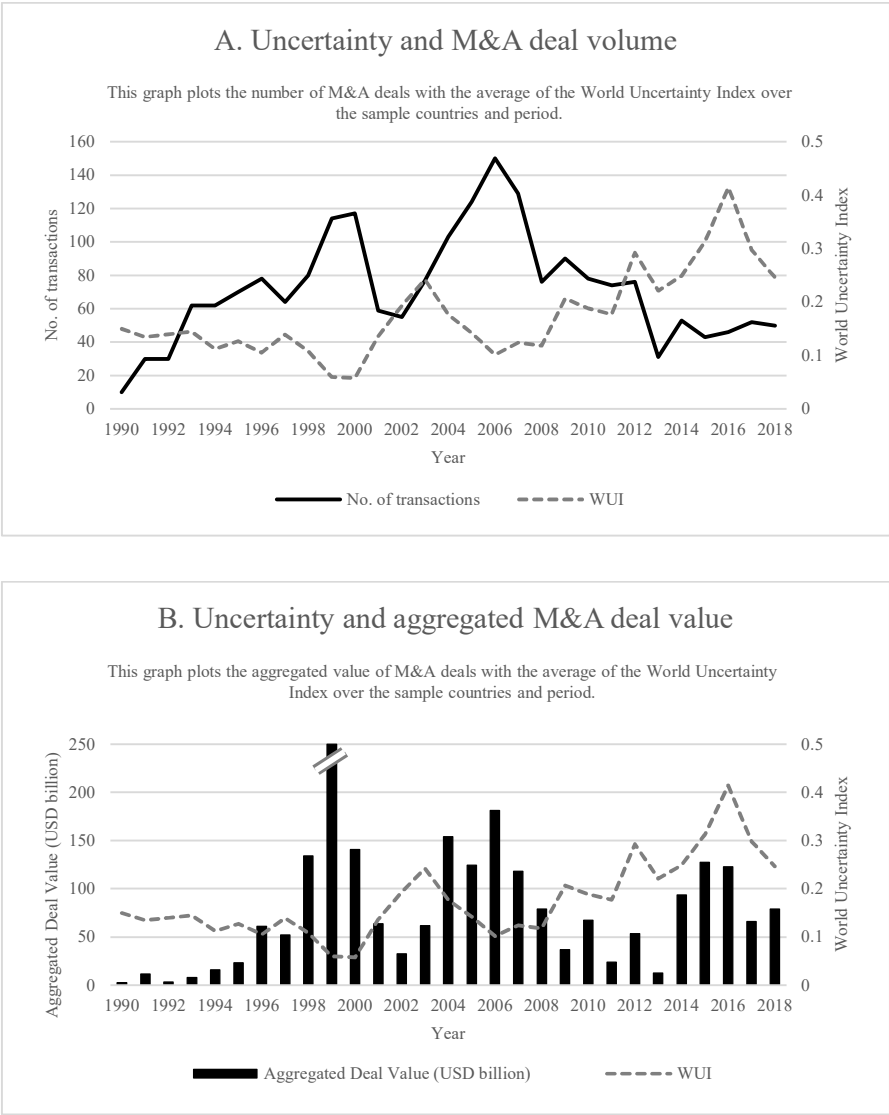 A. Uncertainty and M&A deal volume
This graph plots the number of M&A deals with the average of the World Uncertainty Index over
the sample countries and period.
No. of transactions
160
140
120
100
80
60
40
20
0
0.5
0.4
0.3
0.2
0.1
0
World Uncertainty Index
1990 1992 1994 1996 1998 2000 2002 2004 2006 2008 2010 2012 2014 2016 2018
Year
No. of transactions WUI
B. Uncertainty and aggregated M&A deal value
This graph plots the aggregated value of M&A deals with the average of the World Uncertainty
Index over the sample countries and period.
Aggregated Deal Value (USD billion)
250
200
150
100
50
0
0.5
0.4
0.3
0.2
0.1
0
World Uncertainty Index
1990 1992 1994 1996 1998 2000 2002 2004 2006 2008 2010 2012 2014 2016 2018
Year
Aggregated Deal Value (USD billion) WUI